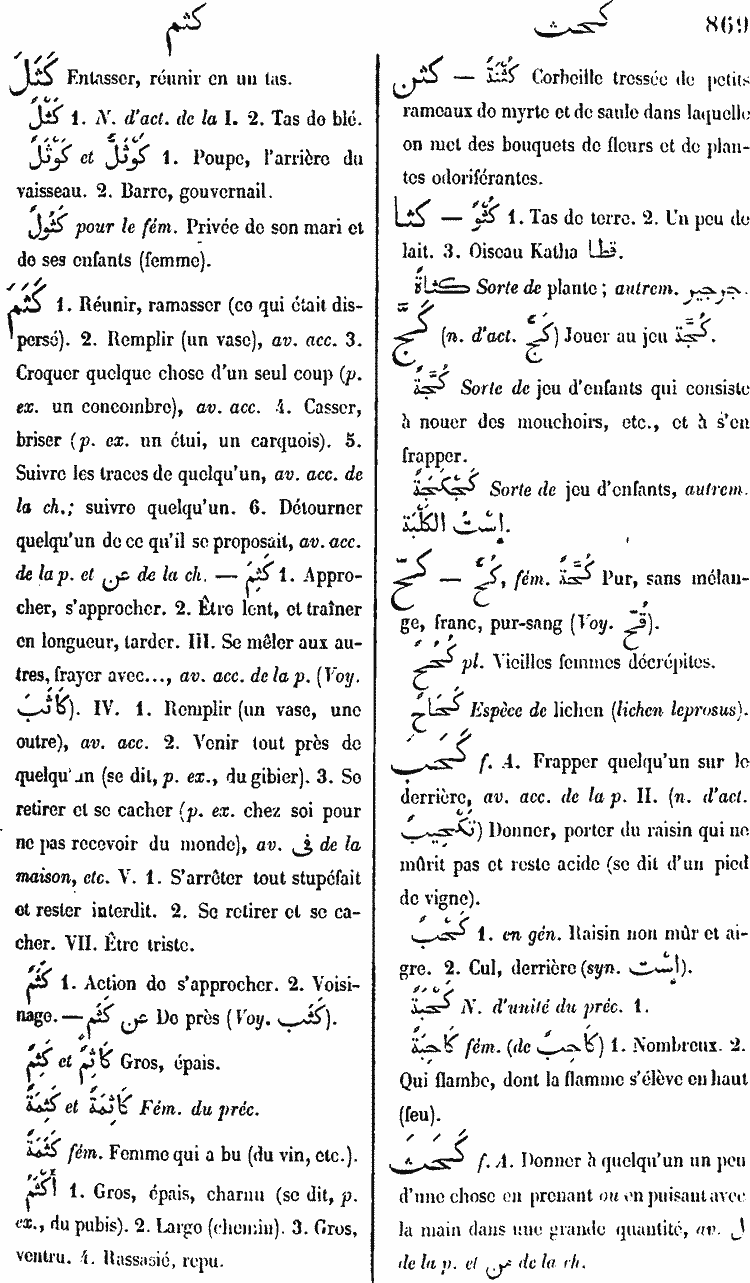 كثم
كحث
869
كَثَلَ Entasser, réunir en un tas.
كَثْلٌ 1. N. d'act. de la I. 2. Tas de blé.
كَوْثَلٌ et كَوْثَلٌّ 1. Poupe, l'arrière du
vaisseau. 2. Barre, gouvernail.
كَثُولٌ pour le fém. Privée de son mari et
de ses enfants (femme).
كَثَمَ 1. Réunir, ramasser (ce qui était dis-
persé). 2. Remplir (un vase), av. acc. 3.
Croquer quelque chose d'un seul coup (p.
ex. un concombre), av. acc. 4. Casser,
briser (p. ex. un étui, un carquois). 5.
Suivre les traces de quelqu'un, av. acc. de
la ch.; suivre quelqu'un. 6. Détourner
quelqu'un de ce qu'il se proposait, av. acc.
de la p. et عن de la ch. — كَثِمَ 1. Appro-
cher, s'approcher. 2. Être lent, et traîner
en longueur, tarder. III. Se mêler aux au-
tres, frayer avec..., av. acc. de la p. (Voy.
كَاثَبَ). IV. 1. Remplir (un vase, une
outre), av. acc. 2. Venir tout près de
quelqu'un (se dit, p. ex., du gibier). 3. Se
retirer et se cacher (p. ex. chez soi pour
ne pas recevoir du monde), av. فى de la
maison, etc. V. 1. S'arrêter tout stupéfait
et rester interdit. 2. Se retirer et se ca-
cher. VII. Être triste.
كَثَمٌ 1. Action de s'approcher. 2. Voisi-
nage. — عن كَثَمٍ De près (Voy. كَثَب).
كَثِمٌ et كَاثِمٌ Gros, épais.
كَثِمَةٌ et كَاثِمَةٌ Fém. du préc.
كَثْمَةٌ fém. Femme qui a bu (du vin, etc.).
أَكْثَمُ 1. Gros, épais, charnu (se dit, p.
ex., du pubis). 2. Large (chemin). 3. Gros,
ventru. 4. Rassasié, repu.
كثن — كُثْنَةٌ Corbeille tressée de petits
rameaux de myrte et de saule dans laquelle
on met des bouquets de fleurs et de plan-
tes odoriférantes.
كثا — كُثْوٌ 1. Tas de terre. 2. Un peu de
lait. 3. Oiseau Katha قطا.
كثاةٌ Sorte de plante; autrem. جرجير.
كَجَّ (n. d'act. كَجٌّ) Jouer au jeu كُجَّة.
كُجَّةٌ Sorte de jeu d'enfants qui consiste
à nouer des mouchoirs, etc., et à s'en
frapper.
كَجْكَجَةٌ Sorte de jeu d'enfants, autrem.
إِسْتُ الكَلْبَة.
كحّ — كُحٌّ, fém. كُحَّةٌ Pur, sans mélan-
ge, franc, pur-sang (Voy. قُحّ).
كُحُحٌ pl. Vieilles femmes décrépites.
كُحَاحٌ Espèce de lichen (lichen leprosus).
كَحَبَ f. A. Frapper quelqu'un sur le
derrière, av. acc. de la p. II. (n. d'act.
تَكْحِيبٌ) Donner, porter du raisin qui ne
mûrit pas et reste acide (se dit d'un pied
de vigne).
كَحْبٌ 1. en gén. Raisin non mûr et ai-
gre. 2. Cul, derrière (syn. إِسْت).
كَحْبَةٌ N. d'unité du préc. 1.
كَاحِبَةٌ fém. (de كَاحِبٌ) 1. Nombreux. 2.
Qui flambe, dont la flamme s'élève en haut
(feu).
كَحَثَ f. A. Donner à quelqu'un un peu
d'une chose en prenant ou en puisant avec
la main dans une grande quantité, av. ل
de la p. et من de la ch.